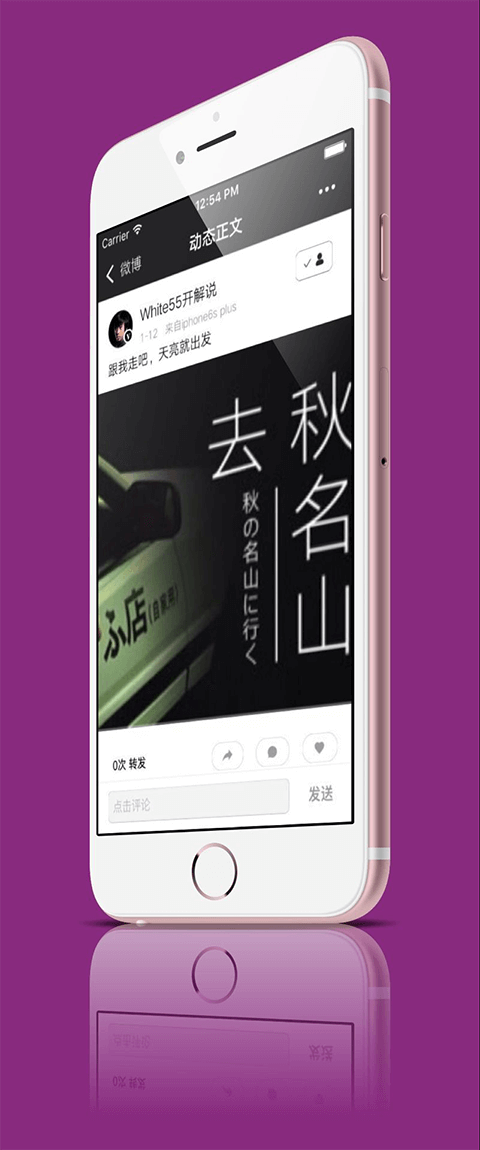 Carrier 12:54 PM
微博 动态正文
White55开解说
1-12 来自iphone6s plus
跟我走吧，天亮就出发
秋名山
去
秋の名山に行く
ふ店(自家用)
0次 转发
点击评论
发送